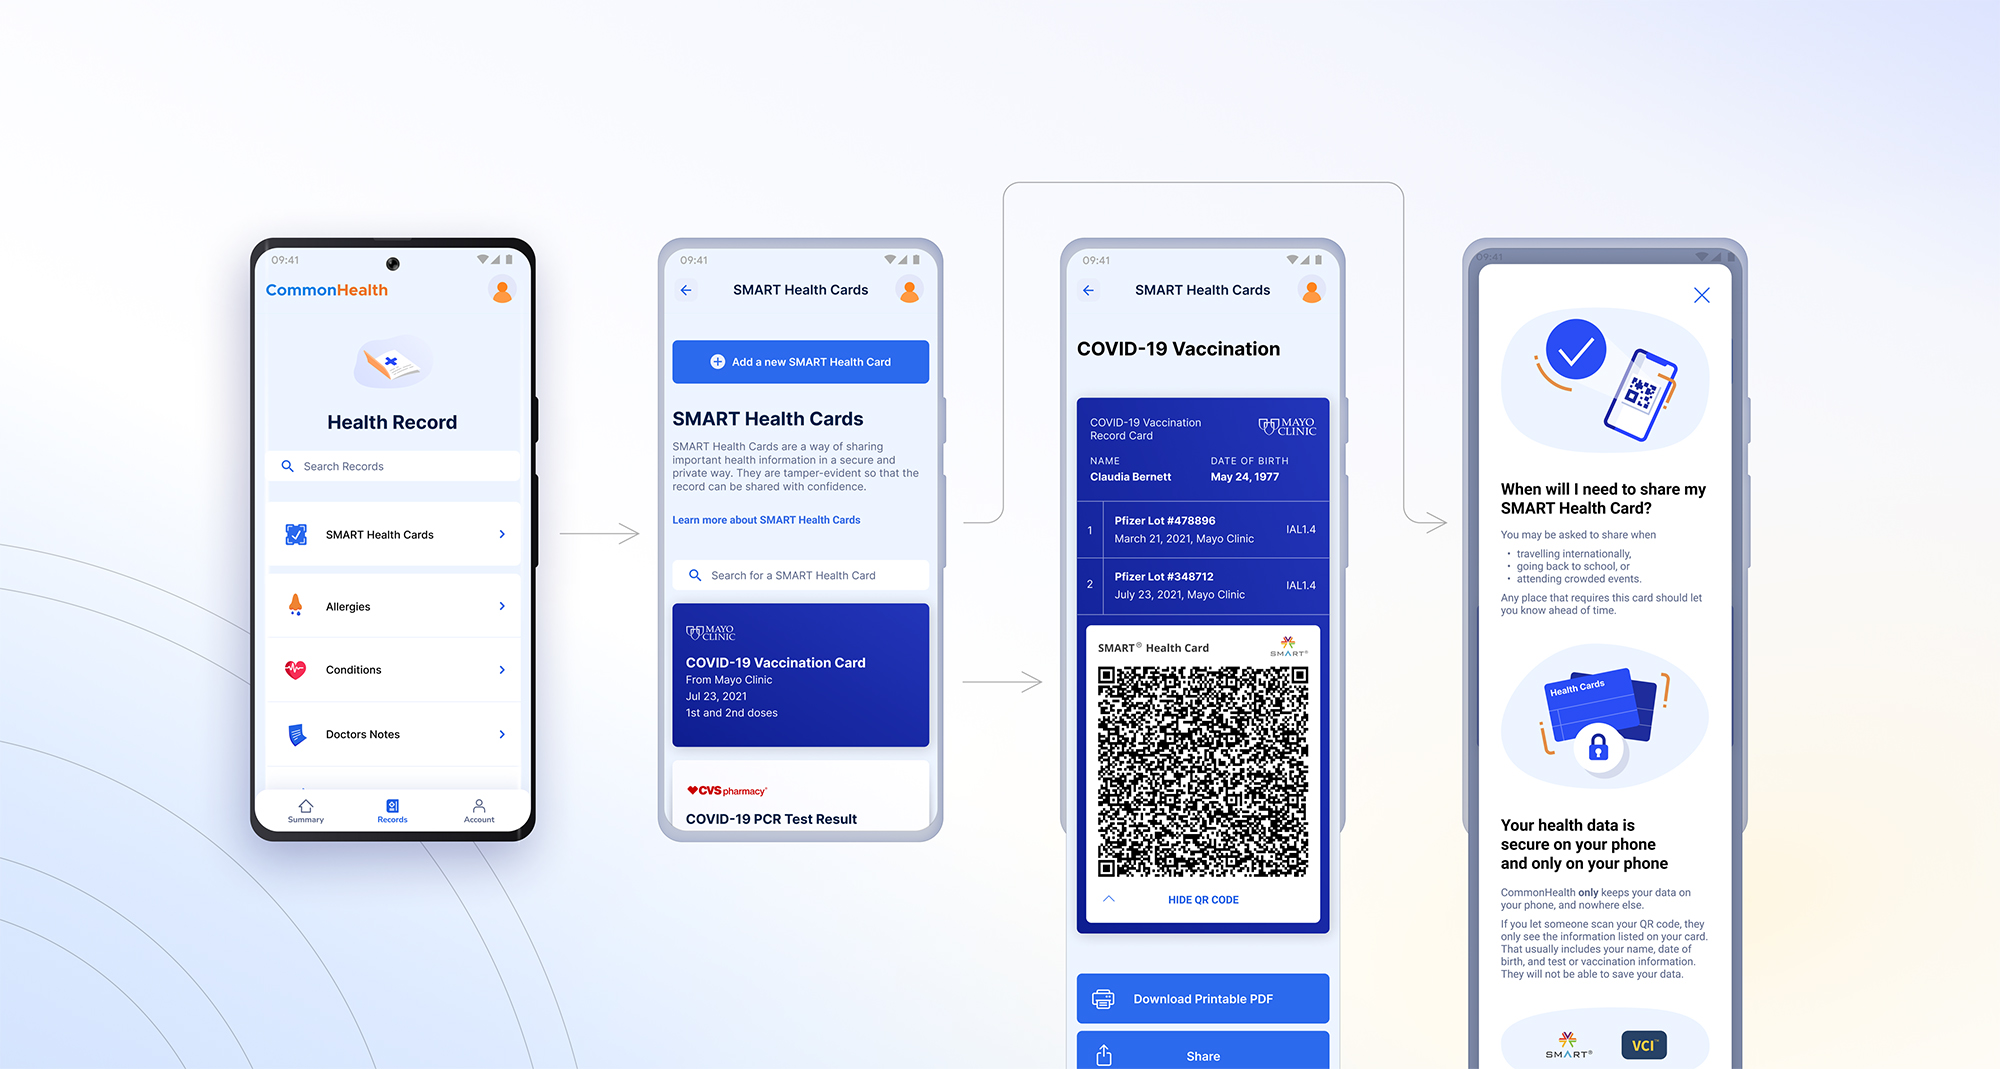 09:41
CommonHealth
Health Record
Search Records
SMART Health Cards
Allergies
Conditions
Doctors Notes
Summary
Records
Account
09:41
SMART Health Cards
Add a new SMART Health Card
SMART Health Cards
SMART Health Cards are a way of sharing
important health information in a secure and
private way. They are tamper-evident so that the
record can be shared with confidence.
Learn more about SMART Health Cards
Search for a SMART Health Card
MAYO
CLINIC
COVID-19 Vaccination Card
From Mayo Clinic
Jul 23, 2021
1st and 2nd doses
CVS pharmacy®
COVID-19 PCR Test Result
09:41
SMART Health Cards
COVID-19 Vaccination
COVID-19 Vaccination
Record Card
MAYO
CLINIC
NAME
Claudia Bernett
DATE OF BIRTH
May 24, 1977
1
Pfizer Lot #478896
March 21, 2021, Mayo Clinic
IAL1.4
2
Pfizer Lot #348712
July 23, 2021, Mayo Clinic
IAL1.4
SMART® Health Card
SMART®
HIDE QR CODE
Download Printable PDF
Share
09:41
When will I need to share my
SMART Health Card?
You may be asked to share when
• travelling internationally,
• going back to school, or
• attending crowded events.
Any place that requires this card should let
you know ahead of time.
Health Cards
Your health data is
secure on your phone
and only on your phone
CommonHealth only keeps your data on
your phone, and nowhere else.
If you let someone scan your QR code, they
only see the information listed on your card.
That usually includes your name, date of
birth, and test or vaccination information.
They will not be able to save your data.
SMART®
VCI™